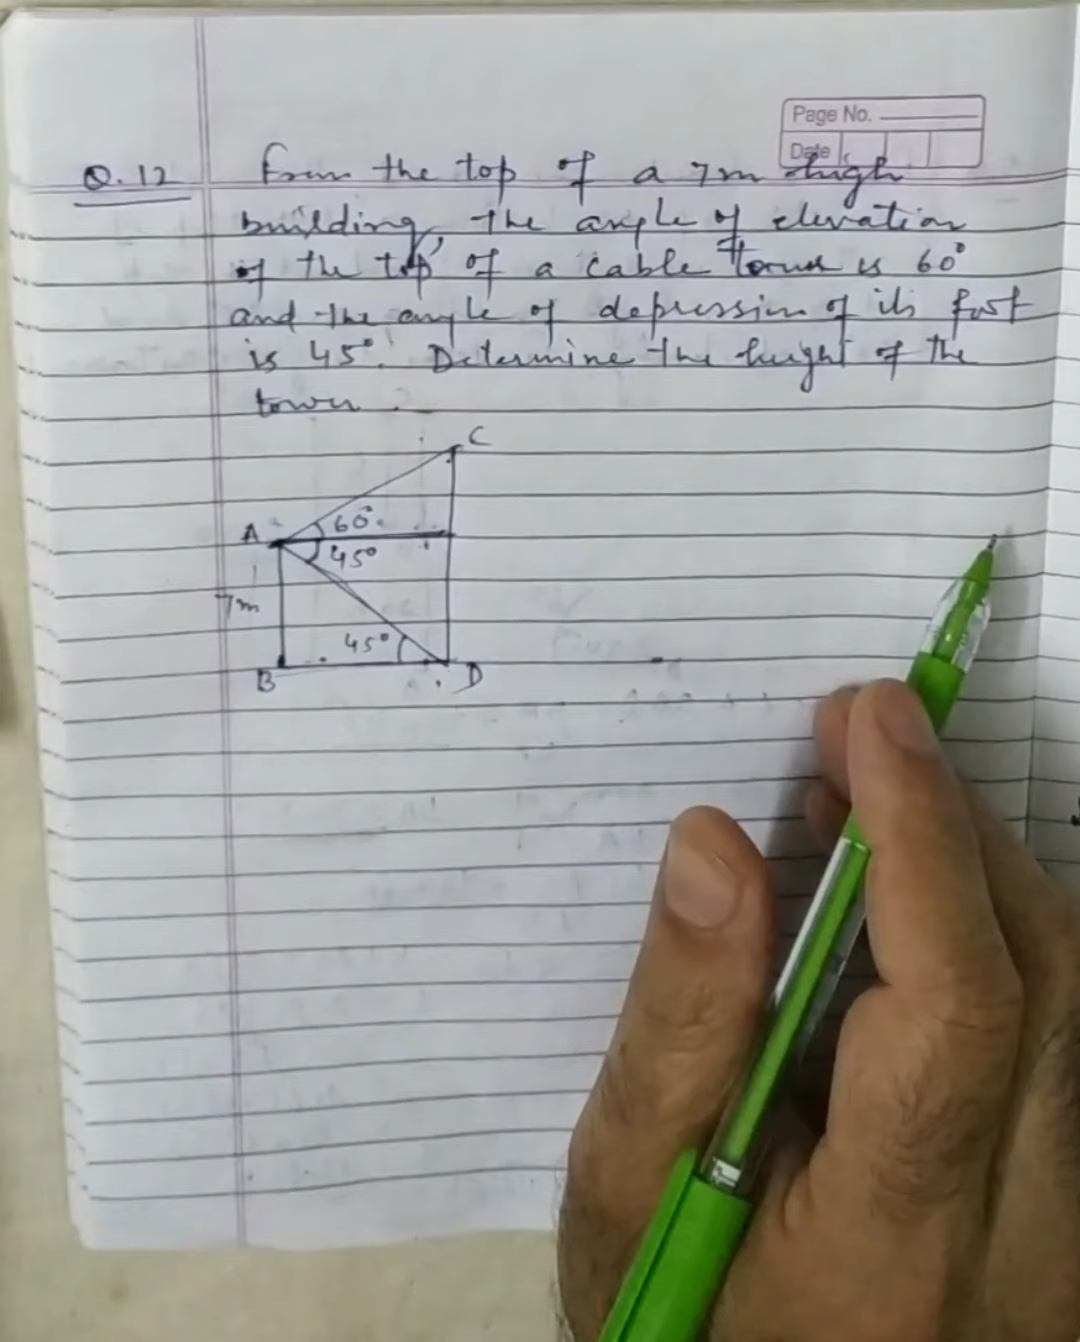 Page No.
Date
Q.12 From the top of a 7m high
building, the angle of elevation
of the top of a cable tower is 60°
and the angle of depression of its foot
is 45°. Determine the height of the
tower.
C
A 60°
45°
7m
45°
B D